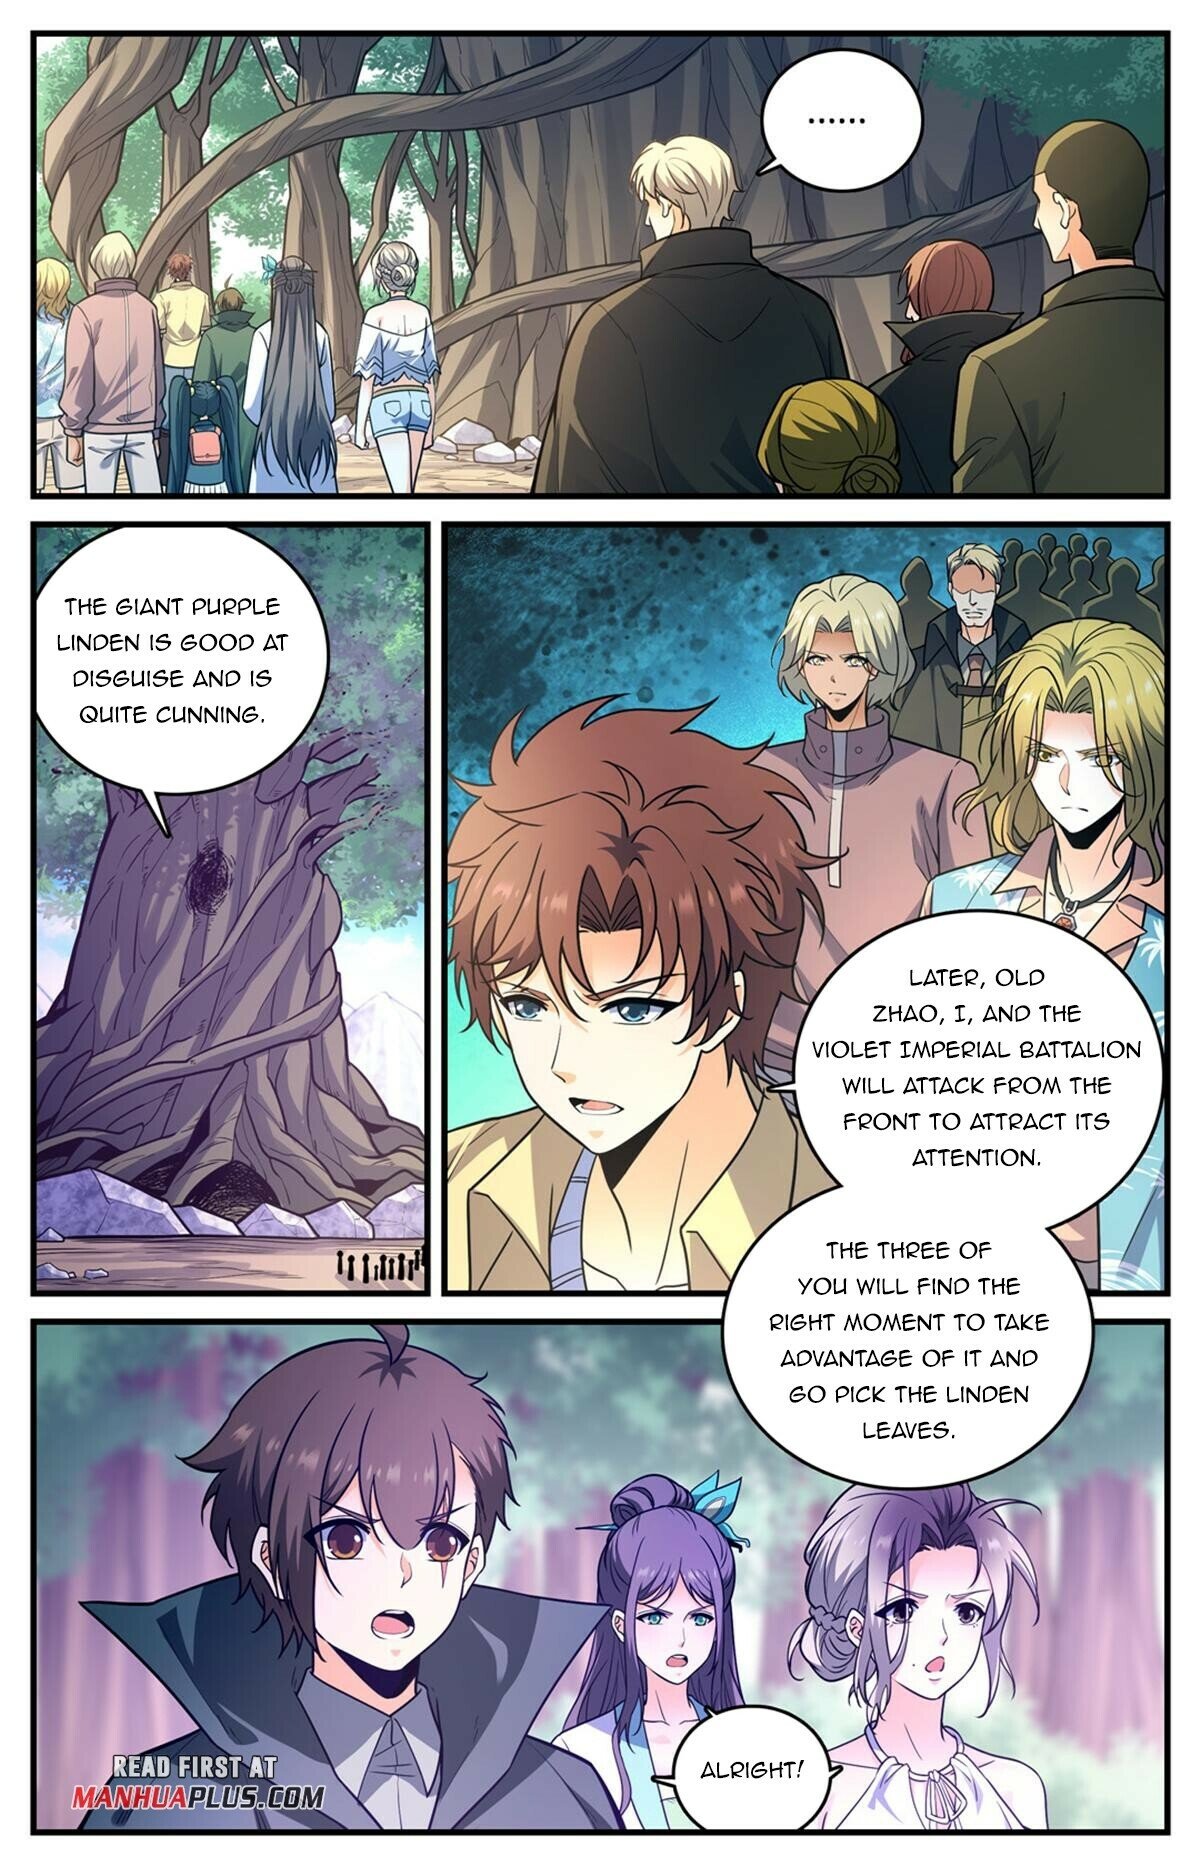 ......
THE GIANT PURPLE
LINDEN IS GOOD AT
DISGUISE AND IS
QUITE CUNNING.
LATER, OLD
ZHAO, I, AND THE
VIOLET IMPERIAL BATTALION
WILL ATTACK FROM THE
FRONT TO ATTRACT ITS
ATTENTION.
THE THREE OF
YOU WILL FIND THE
RIGHT MOMENT TO TAKE
ADVANTAGE OF IT AND
GO PICK THE LINDEN
LEAVES.
ALRIGHT!
READ FIRST AT
MANHUAPLUS.COM